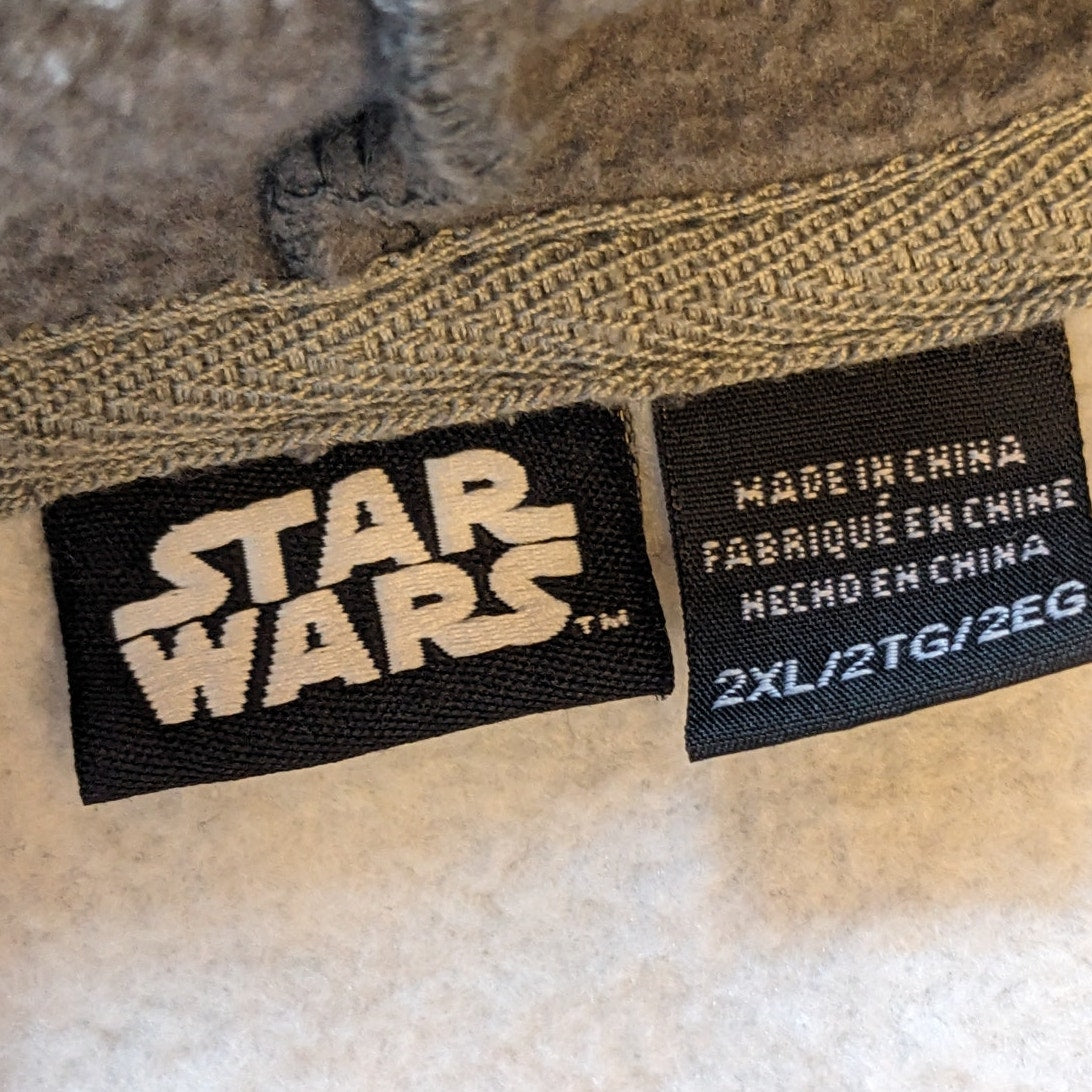 STAR
WARS™
MADE IN CHINA
FABRIQUÉ EN CHINE
HECHO EN CHINA
2XL/2TG/2EG